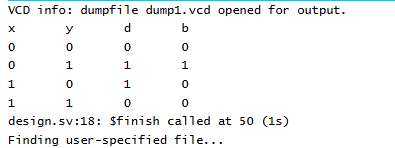 VCD info: dumpfile dump1.vcd opened for output.
x y d b
0 0 0 0
0 1 1 1
1 0 1 0
1 1 0 0
design.sv:18: $finish called at 50 (1s)
Finding user-specified file...